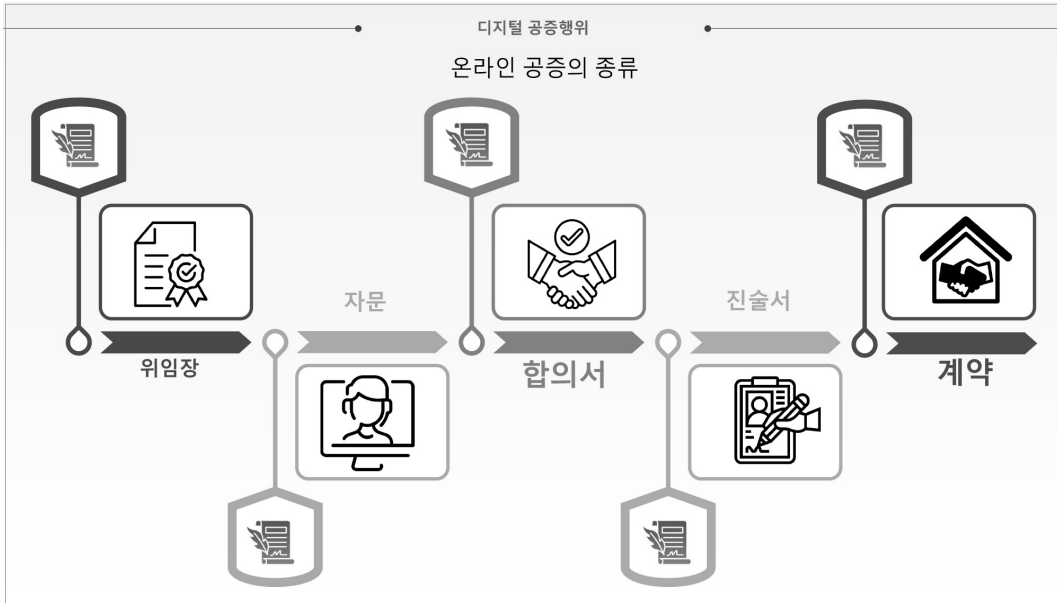 디지털 공증행위
온라인 공증의 종류
위임장
자문
합의서
진술서
계약